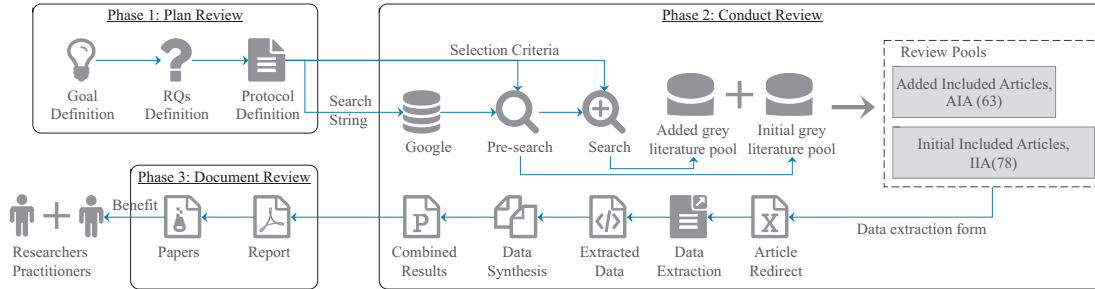 Phase 1: Plan Review
Goal
Definition
RQs
Definition
Protocol
Definition
Search
String
Phase 2: Conduct Review
Selection Criteria
Google
Pre-search
Search
Added grey
literature pool
Initial grey
literature pool
Review Pools
Added Included Articles,
AIA (63)
Initial Included Articles,
IIA(78)
Data extraction form
Article
Redirect
Data
Extraction
Extracted
Data
Data
Synthesis
P
Combined
Results
X
</>
Phase 3: Document Review
Report
Papers
Benefit
Researchers
Practitioners